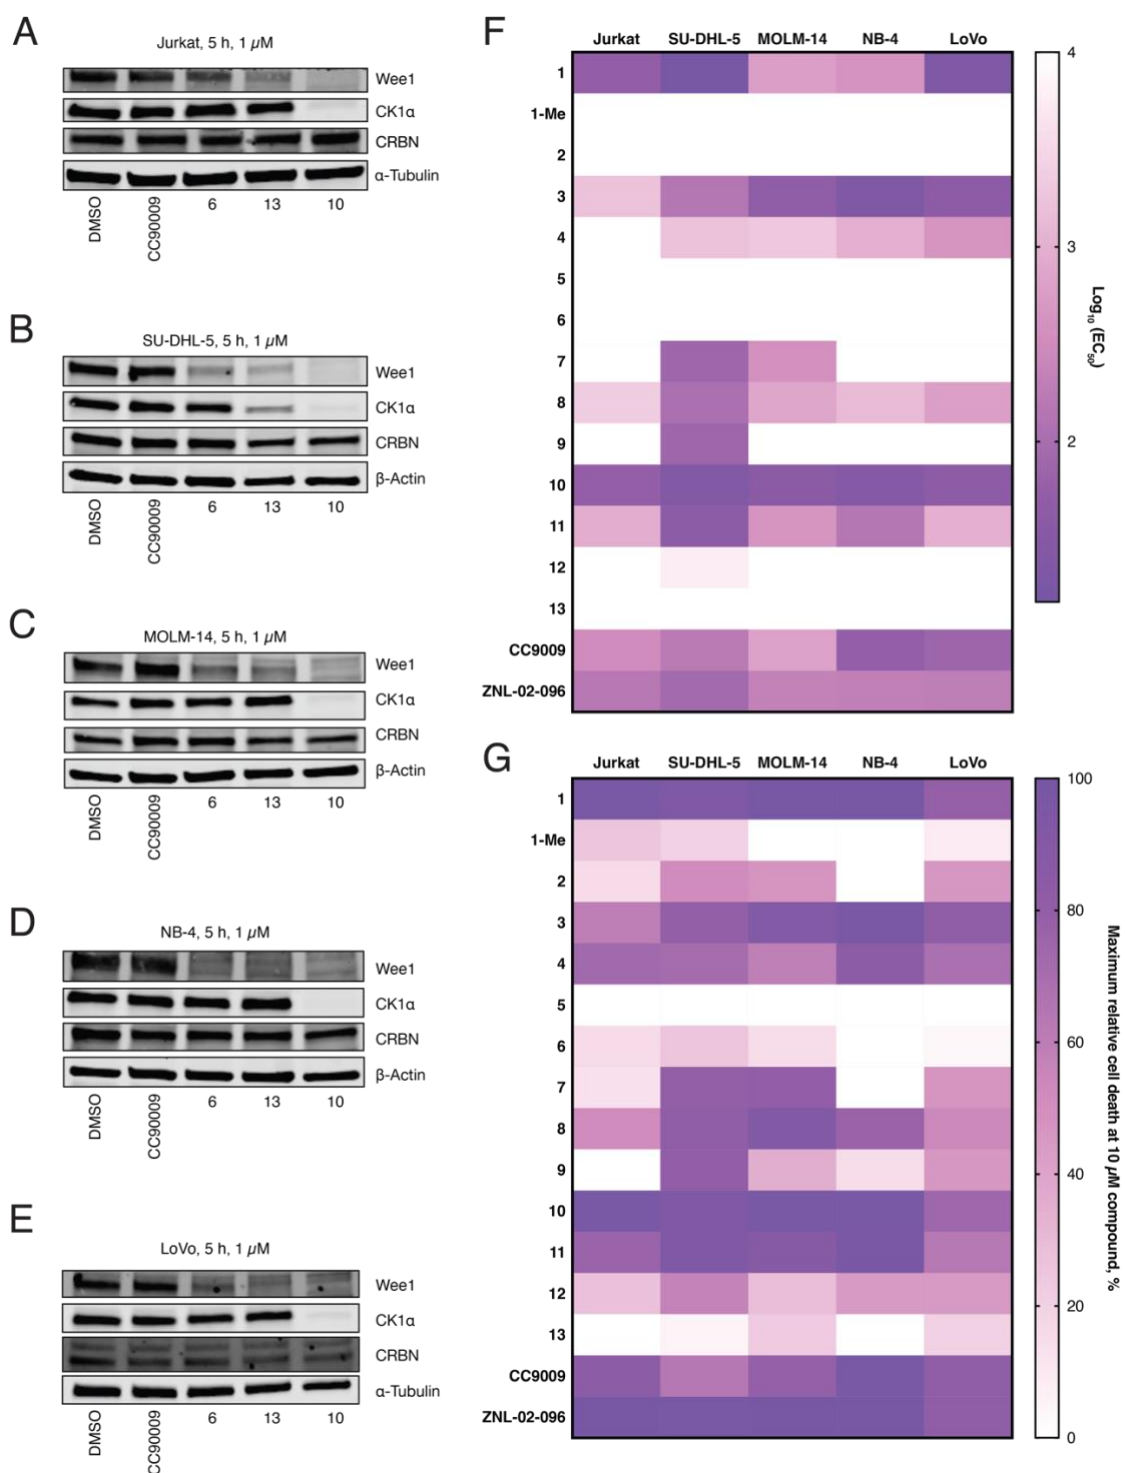 A
Jurkat, 5 h, 1 µM
Wee1
CK1α
CRBN
α-Tubulin
DMSO
CC90009
6
13
10
B
SU-DHL-5, 5 h, 1 µM
Wee1
CK1α
CRBN
β-Actin
DMSO
CC90009
6
13
10
C
MOLM-14, 5 h, 1 µM
Wee1
CK1α
CRBN
β-Actin
DMSO
CC90009
6
13
10
D
NB-4, 5 h, 1 µM
Wee1
CK1α
CRBN
β-Actin
DMSO
CC90009
6
13
10
E
LoVo, 5 h, 1 µM
Wee1
CK1α
CRBN
α-Tubulin
DMSO
CC90009
6
13
10
F
Jurkat SU-DHL-5 MOLM-14 NB-4 LoVo
1
1-Me
2
3
4
5
6
7
8
9
10
11
12
13
CC9009
ZNL-02-096
4
3
2
Log10 (EC50)
G
Jurkat SU-DHL-5 MOLM-14 NB-4 LoVo
1
1-Me
2
3
4
5
6
7
8
9
10
11
12
13
CC9009
ZNL-02-096
100
80
60
40
20
0
Maximum relative cell death at 10 µM compound, %